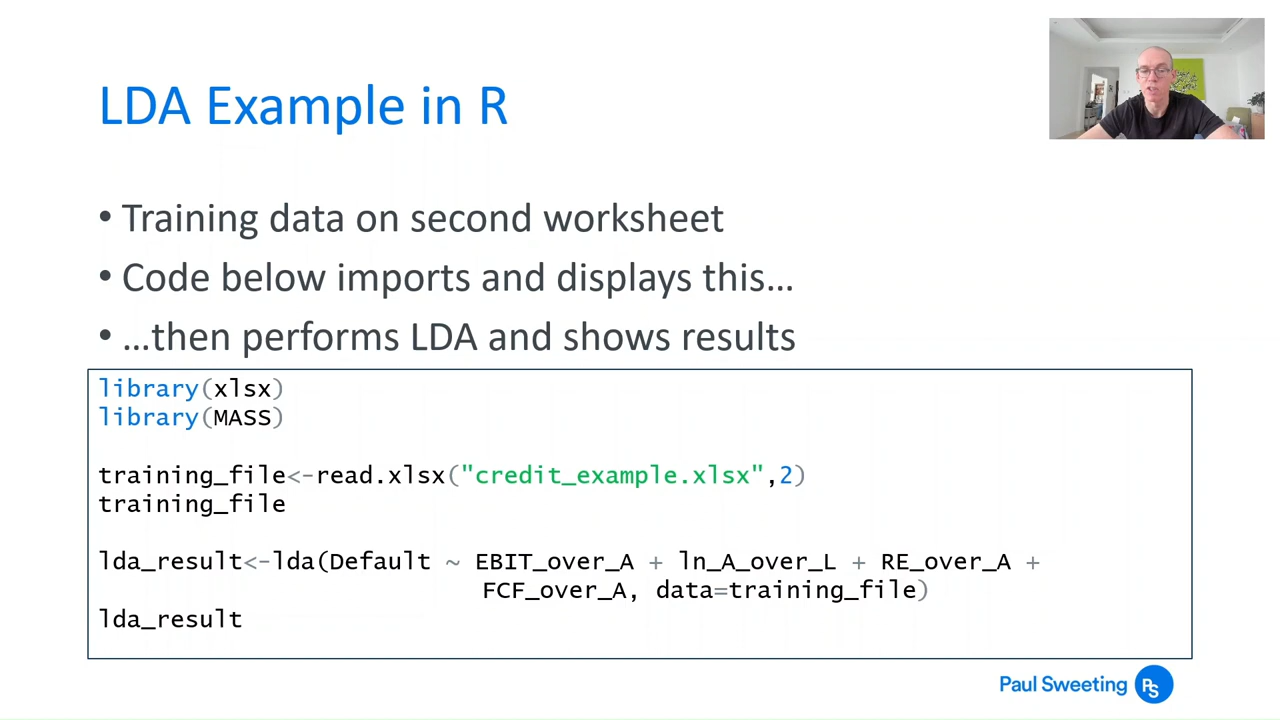 LDA Example in R
• Training data on second worksheet
• Code below imports and displays this…
• …then performs LDA and shows results
library(xlsx)
library(MASS)
training_file<-read.xlsx("credit_example.xlsx",2)
training_file
lda_result<-lda(Default ~ EBIT_over_A + ln_A_over_L + RE_over_A +
FCF_over_A, data=training_file)
lda_result
Paul Sweeting PS